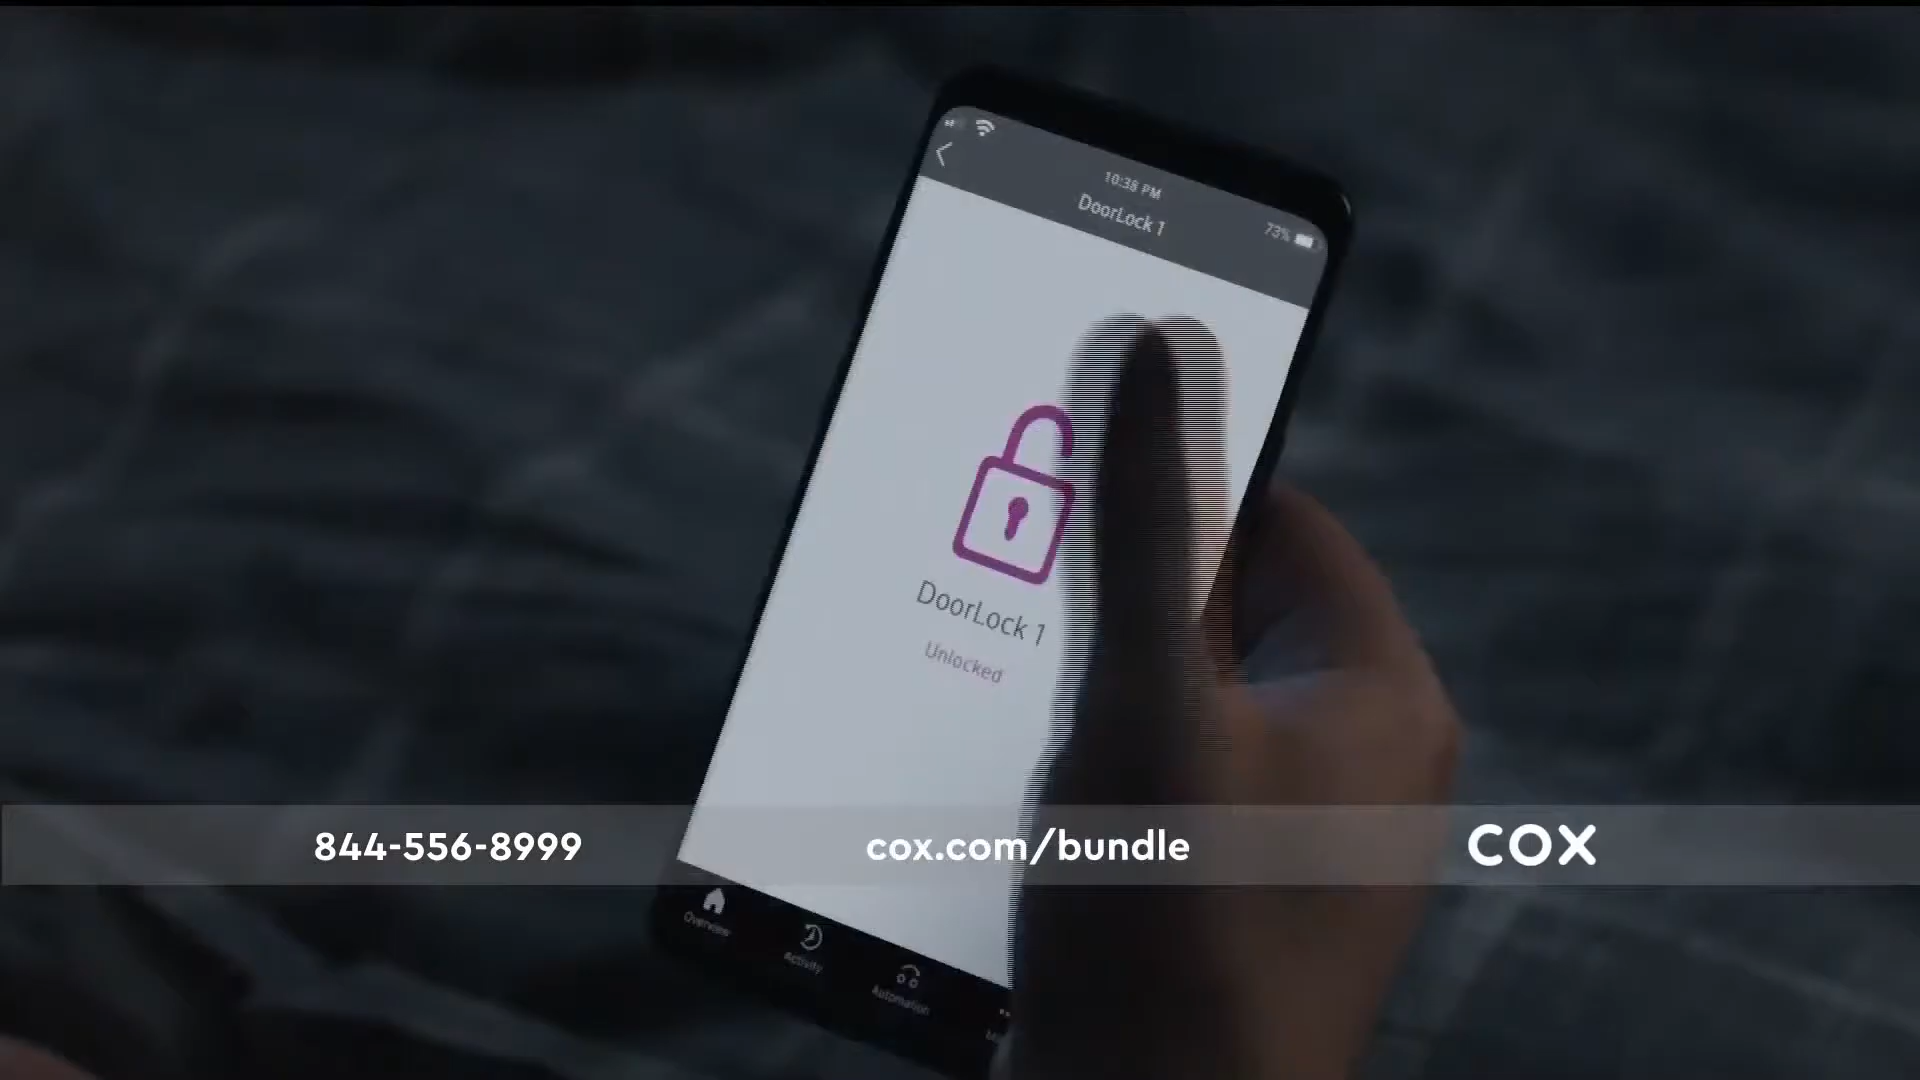 10:38 PM
DoorLock 1
73%
DoorLock 1
Unlocked
844-556-8999
cox.com/bundle
COX
Overview
Activity
Automation